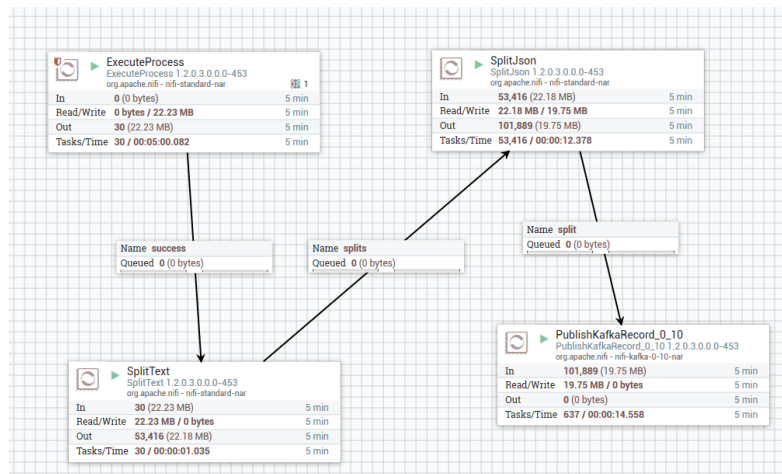 ExecuteProcess
ExecuteProcess 1.2.0.3.0.0.0-453
org.apache.nifi - nifi-standard-nar
1
In 0 (0 bytes) 5 min
Read/Write 0 bytes / 22.23 MB 5 min
Out 30 (22.23 MB) 5 min
Tasks/Time 30 / 00:05:00.082 5 min
SplitJson
SplitJson 1.2.0.3.0.0.0-453
org.apache.nifi - nifi-standard-nar
In 53,416 (22.18 MB) 5 min
Read/Write 22.18 MB / 19.75 MB 5 min
Out 101,889 (19.75 MB) 5 min
Tasks/Time 53,416 / 00:00:12.378 5 min
Name success
Queued 0 (0 bytes)
Name splits
Queued 0 (0 bytes)
Name split
Queued 0 (0 bytes)
SplitText
SplitText 1.2.0.3.0.0.0-453
org.apache.nifi - nifi-standard-nar
In 30 (22.23 MB) 5 min
Read/Write 22.23 MB / 0 bytes 5 min
Out 53,416 (22.18 MB) 5 min
Tasks/Time 30 / 00:00:01.035 5 min
PublishKafkaRecord_0_10
PublishKafkaRecord_0_10 1.2.0.3.0.0.0-453
org.apache.nifi - nifi-kafka-0-10-nar
In 101,889 (19.75 MB) 5 min
Read/Write 19.75 MB / 0 bytes 5 min
Out 0 (0 bytes) 5 min
Tasks/Time 637 / 00:00:14.558 5 min